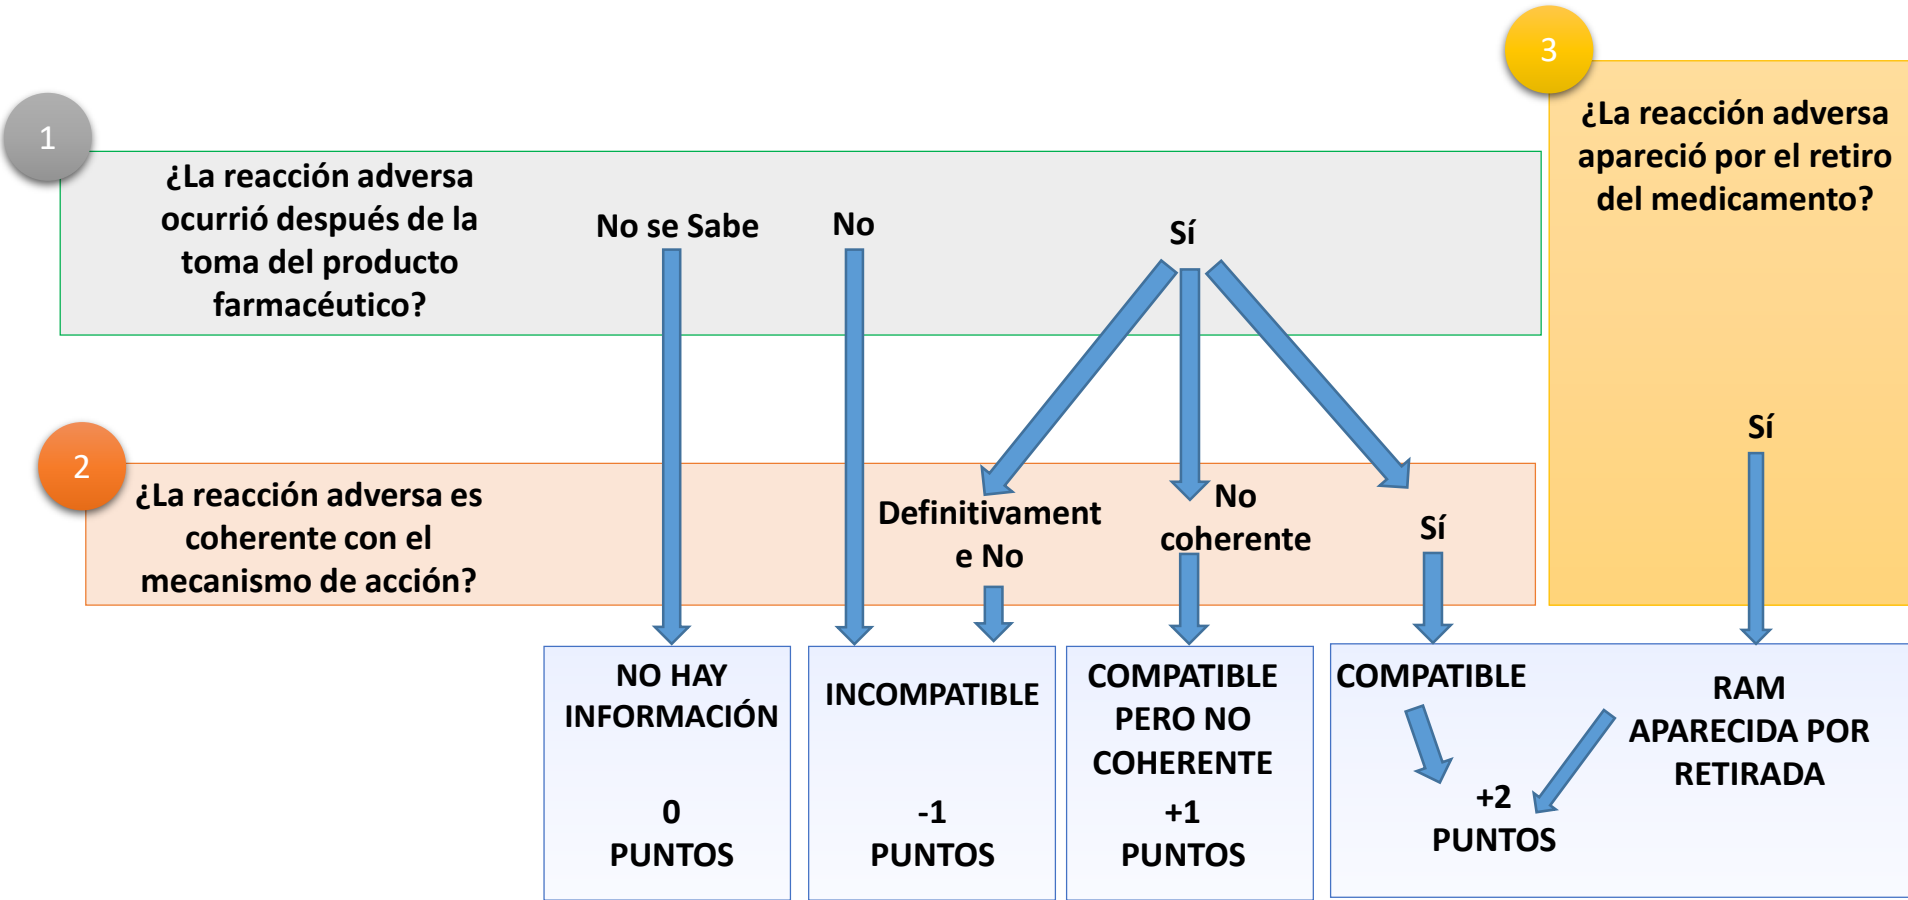 1
¿La reacción adversa
ocurrió después de la
toma del producto
farmacéutico?
No se Sabe
No
Sí
3
¿La reacción adversa
apareció por el retiro
del medicamento?
Sí
2
¿La reacción adversa es
coherente con el
mecanismo de acción?
Definitivament
e No
No
coherente
Sí
NO HAY
INFORMACIÓN
0
PUNTOS
INCOMPATIBLE
-1
PUNTOS
COMPATIBLE
PERO NO
COHERENTE
+1
PUNTOS
COMPATIBLE
+2
PUNTOS
RAM
APARECIDA POR
RETIRADA